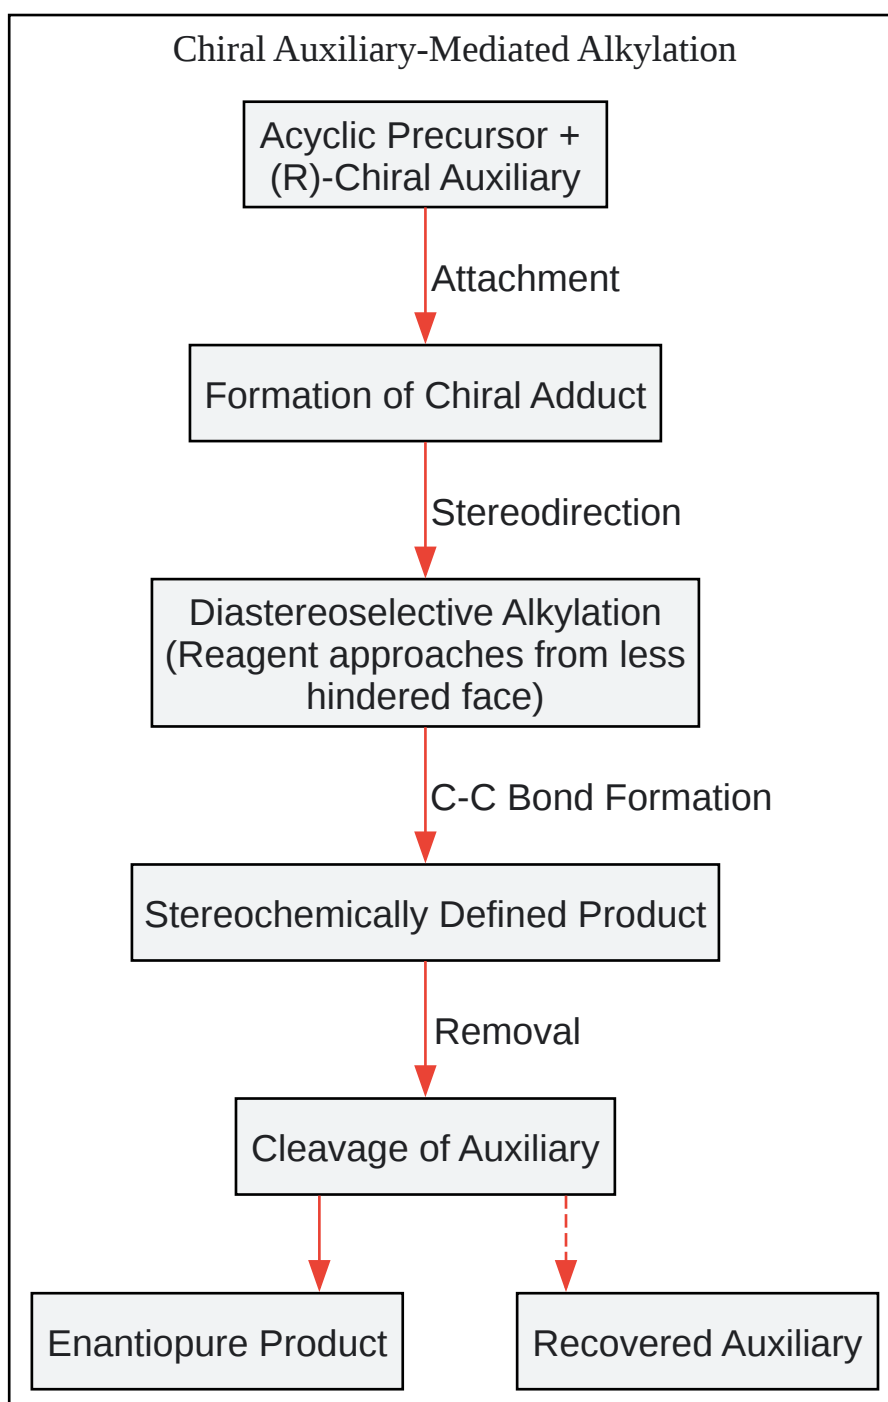 Chiral Auxiliary-Mediated Alkylation
Acyclic Precursor +
(R)-Chiral Auxiliary
Attachment
Formation of Chiral Adduct
Stereodirection
Diastereoselective Alkylation
(Reagent approaches from less
hindered face)
C-C Bond Formation
Stereochemically Defined Product
Removal
Cleavage of Auxiliary
Enantiopure Product
Recovered Auxiliary